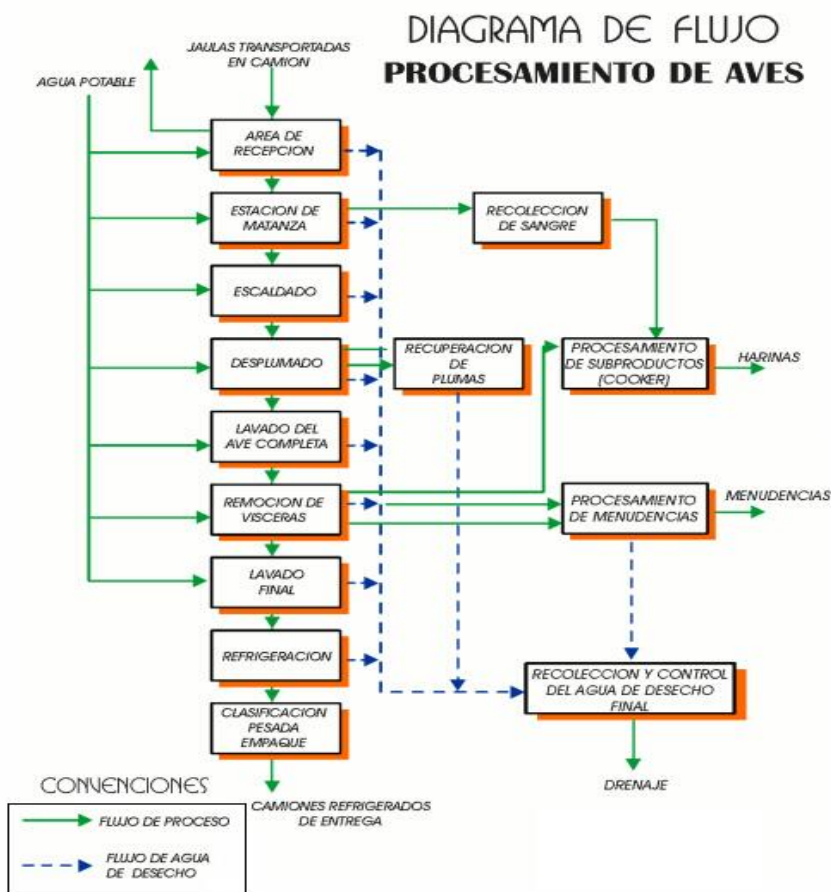 DIAGRAMA DE FLUJO
PROCESAMIENTO DE AVES
JAULAS TRANSPORTADAS
EN CAMION
AGUA POTABLE
AREA DE
RECEPCION
ESTACION DE
MATANZA
RECOLECCION
DE SANGRE
ESCALDADO
DESPLUMADO
RECUPERACION
DE
PLUMAS
PROCESAMIENTO
DE SUBPRODUCTOS
(COOKER)
HARINAS
LAVADO DEL
AVE COMPLETA
REMOCION DE
VISCERAS
PROCESAMIENTO
DE MENUDENCIAS
MENUDENCIAS
LAVADO
FINAL
REFRIGERACION
RECOLECCION Y CONTROL
DEL AGUA DE DESECHO
FINAL
CLASIFICACION
PESADA
EMPAQUE
DRENAJE
CAMIONES REFRIGERADOS
DE ENTREGA
CONVENCIONES
FLUJO DE PROCESO
FLUJO DE AGUA
DE DESECHO